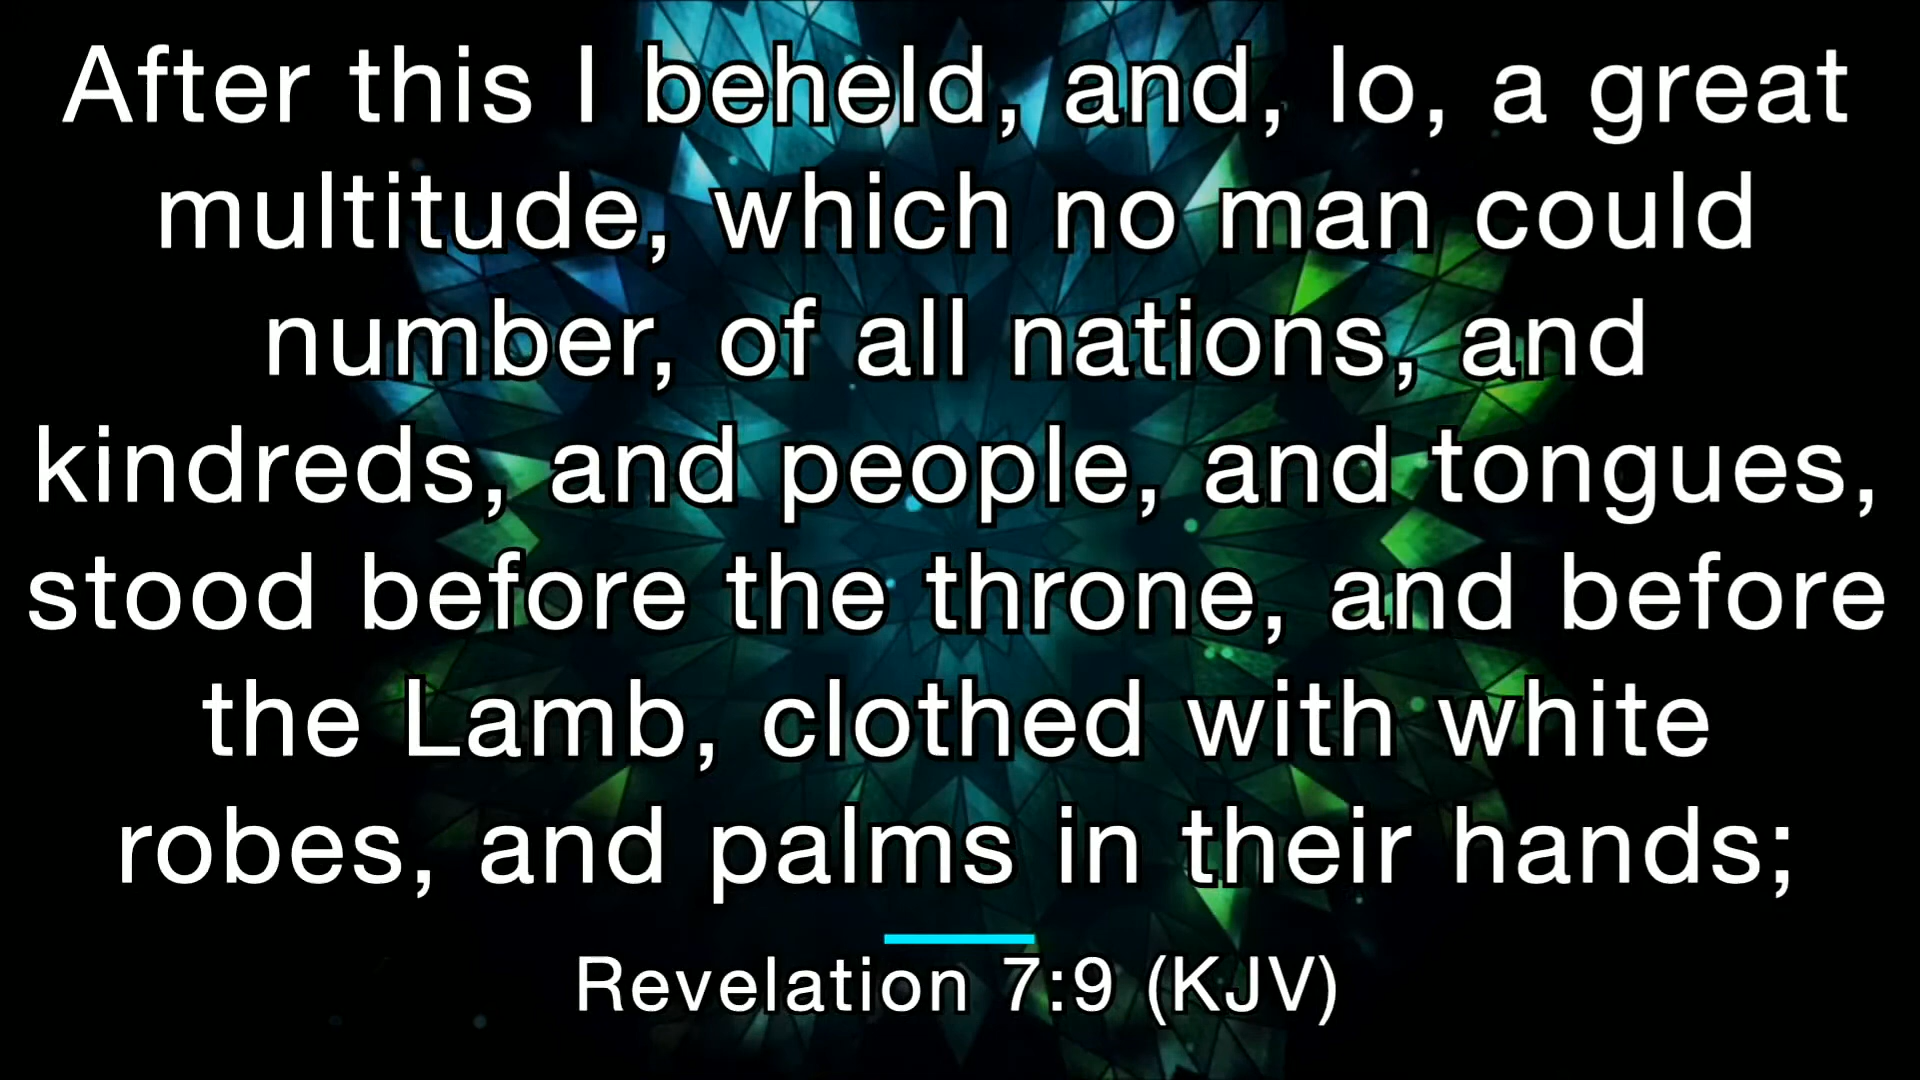 After this I beheld, and, lo, a great
multitude, which no man could
number, of all nations, and
kindreds, and people, and tongues,
stood before the throne, and before
the Lamb, clothed with white
robes, and palms in their hands;
Revelation 7:9 (KJV)